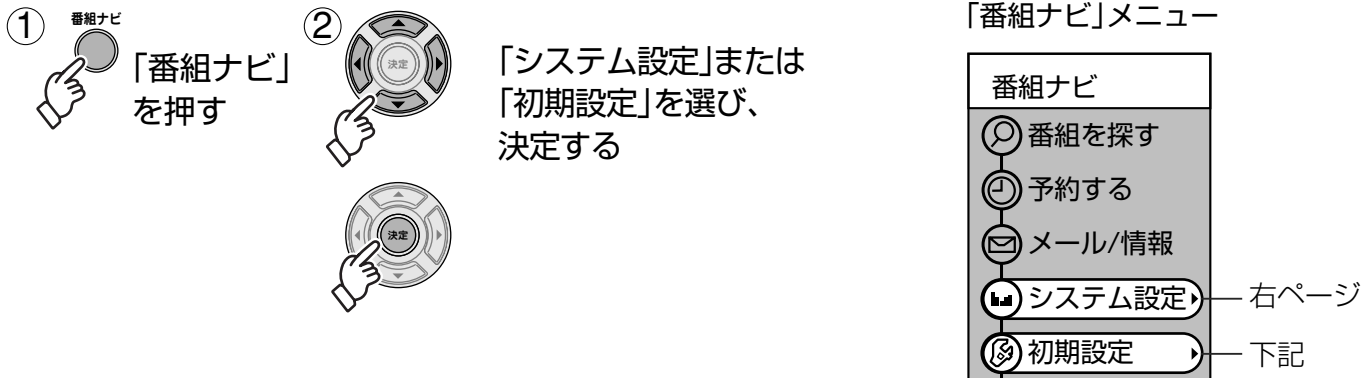 ①
番組ナビ
「番組ナビ」
を押す
②
決定
「システム設定」または
「初期設定」を選び、
決定する
決定
「番組ナビ」メニュー
番組ナビ
番組を探す
予約する
メール/情報
システム設定
右ページ
初期設定
下記